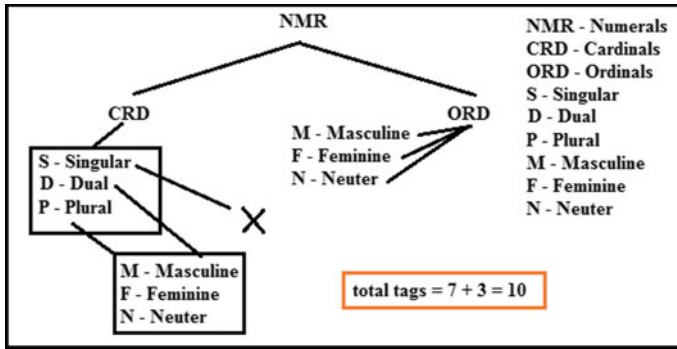 NMR
CRD
ORD
S - Singular
D - Dual
P - Plural
M - Masculine
F - Feminine
N - Neuter
M - Masculine
F - Feminine
N - Neuter
total tags = 7 + 3 = 10
NMR - Numerals
CRD - Cardinals
ORD - Ordinals
S - Singular
D - Dual
P - Plural
M - Masculine
F - Feminine
N - Neuter